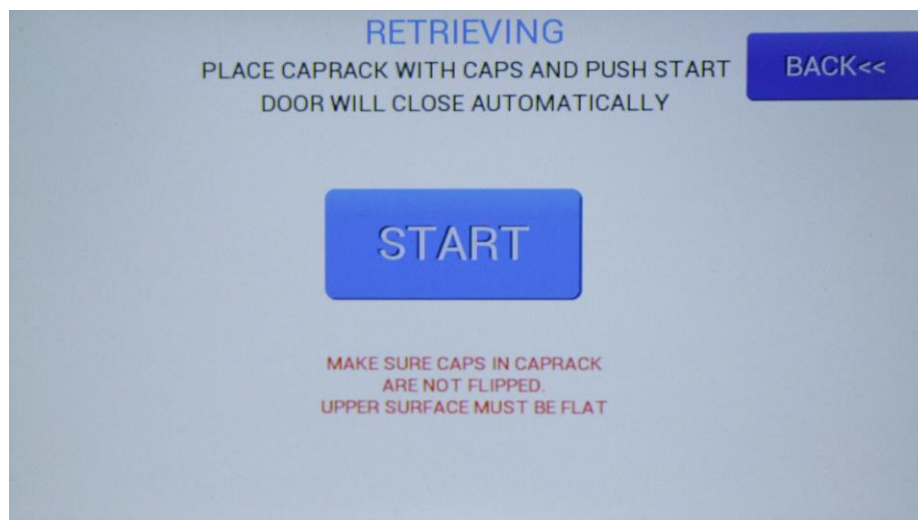 RETRIEVING
PLACE CAPRACK WITH CAPS AND PUSH START
DOOR WILL CLOSE AUTOMATICALLY
BACK<<
START
MAKE SURE CAPS IN CAPRACK
ARE NOT FLIPPED.
UPPER SURFACE MUST BE FLAT